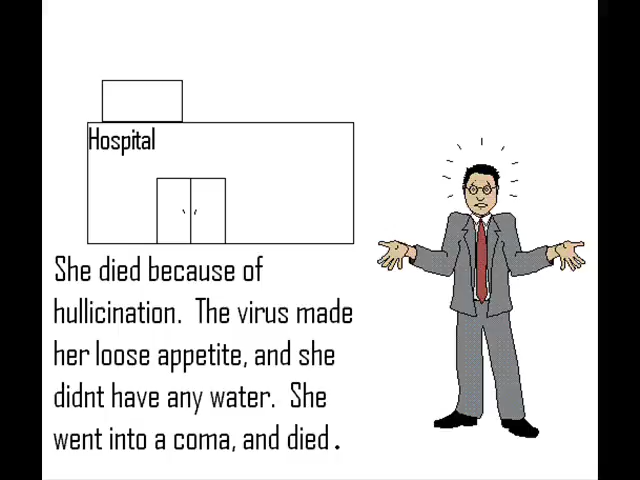 Hospital
She died because of
hullicination.  The virus made
her loose appetite, and she
didnt have any water.  She
went into a coma, and died.